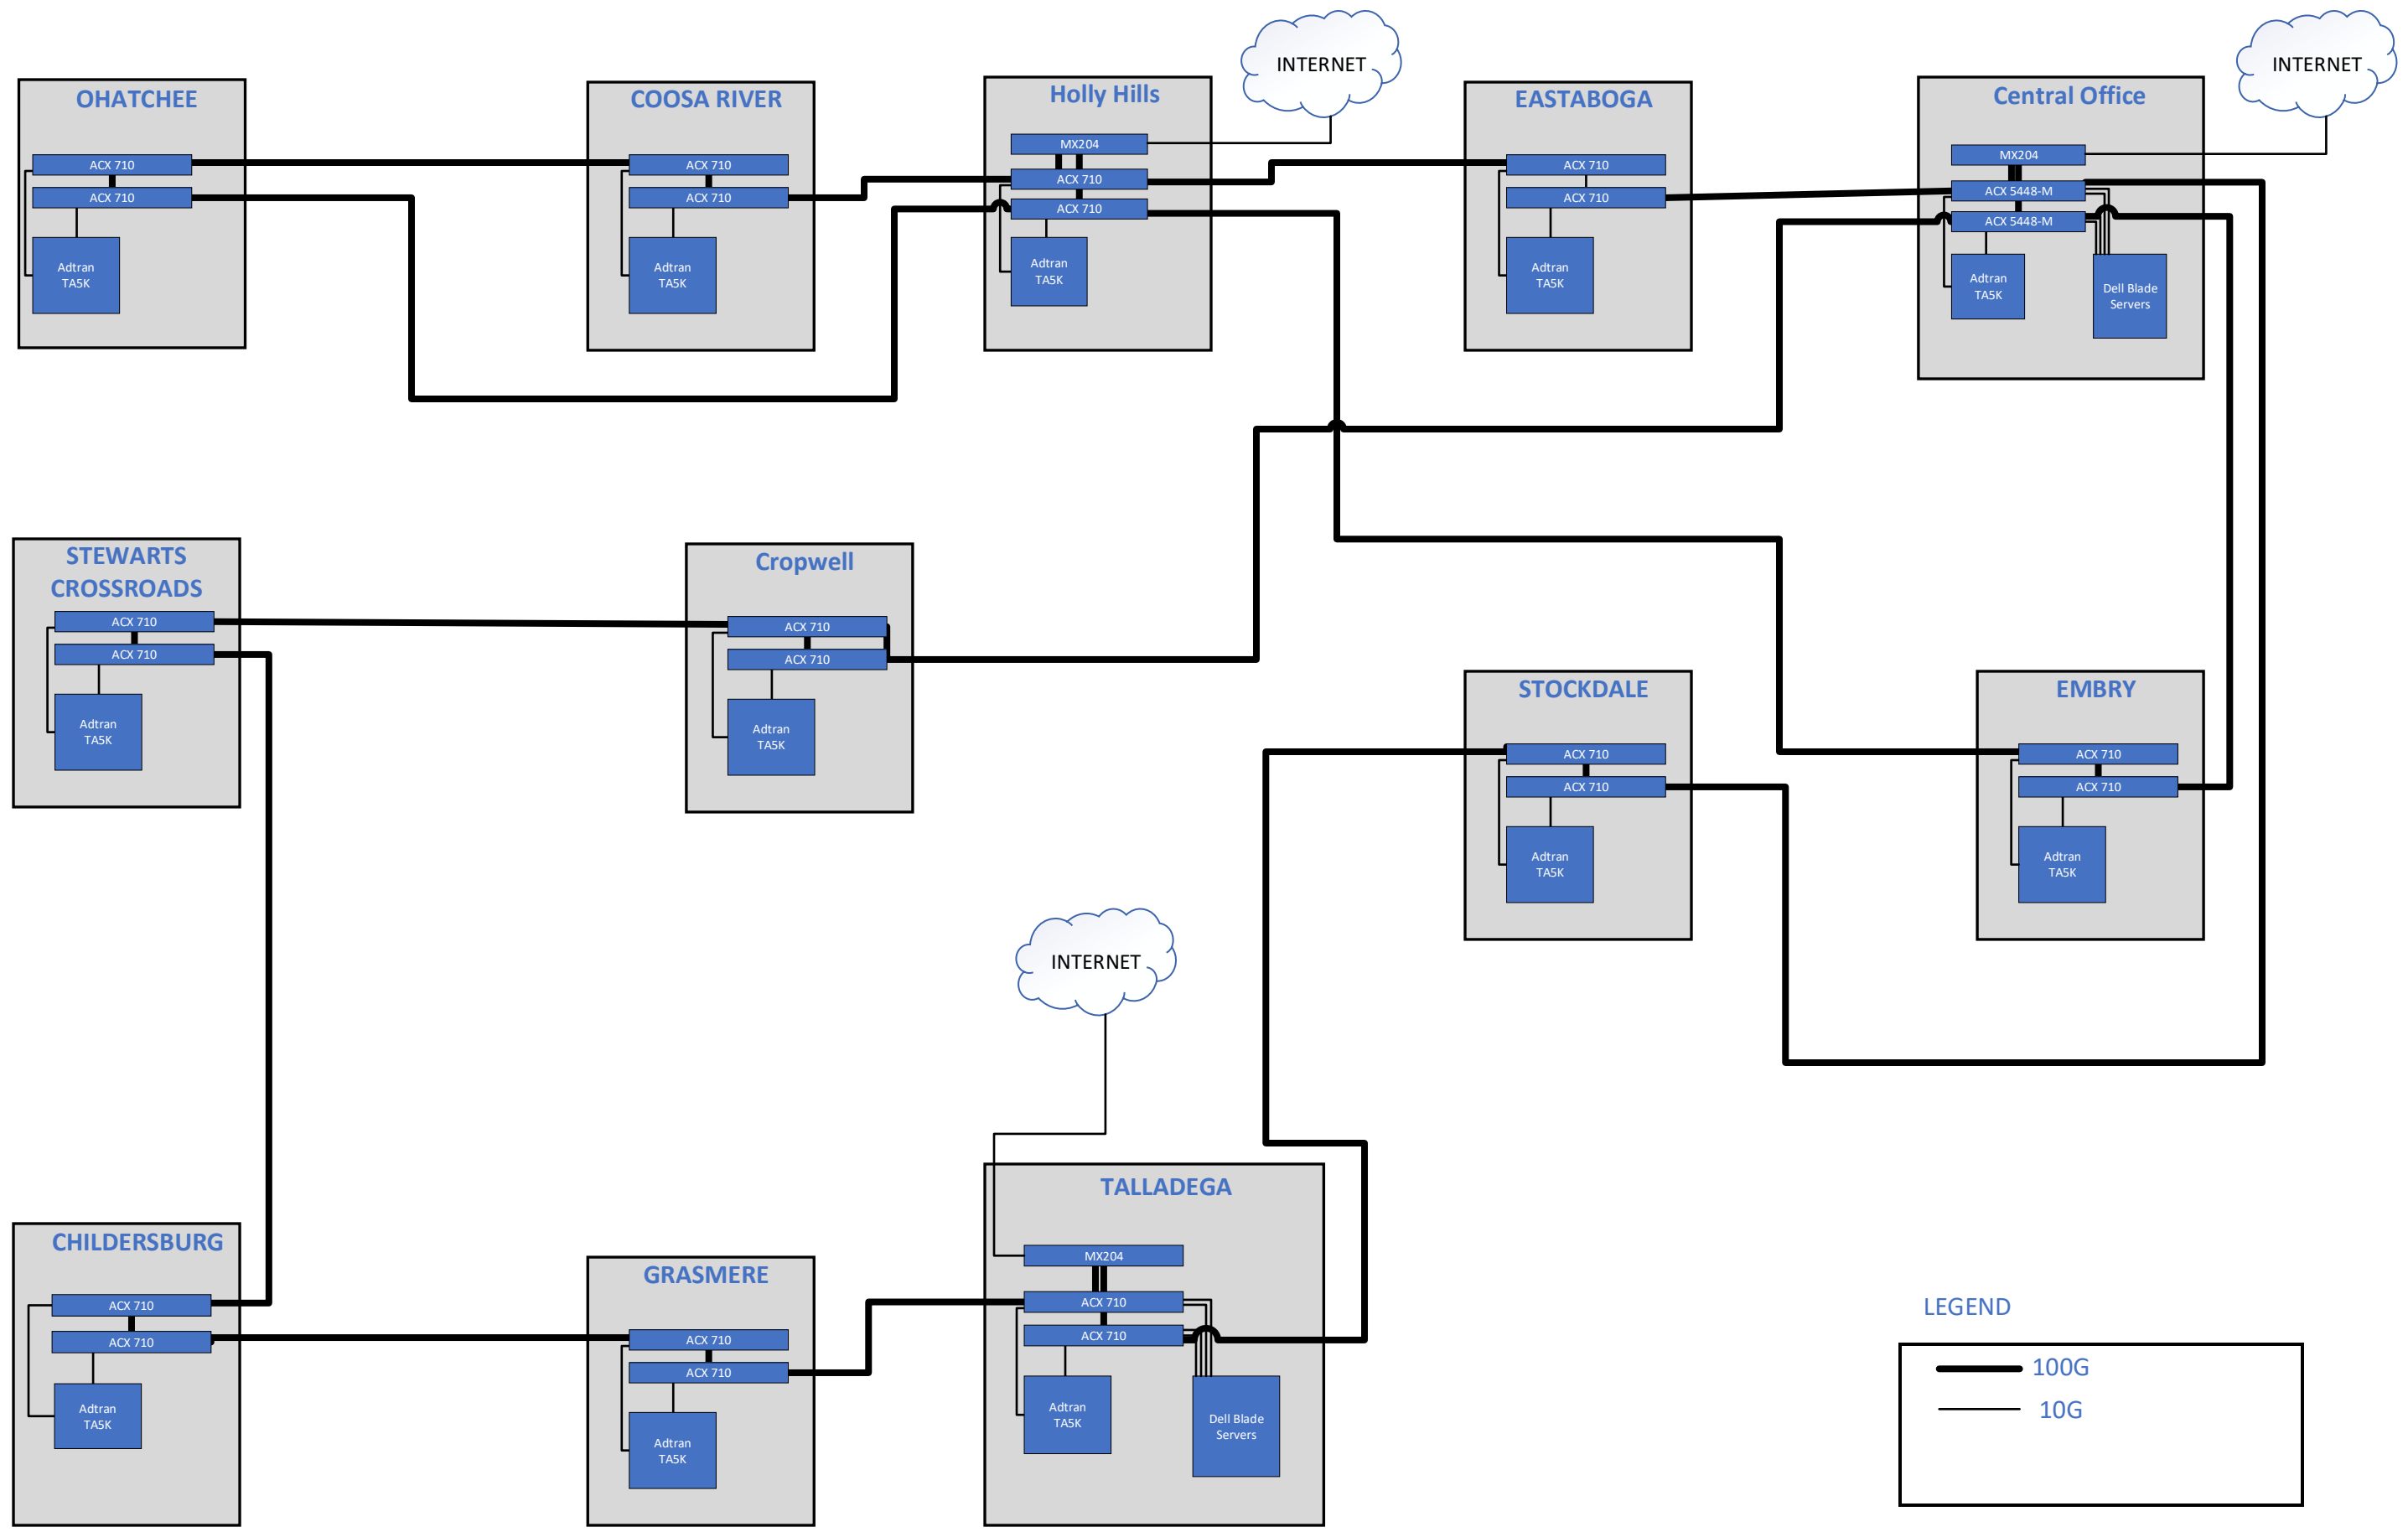 INTERNET
INTERNET
OHATCHEE
ACX 710
ACX 710
Adtran
TA5K
COOSA RIVER
ACX 710
ACX 710
Adtran
TA5K
Holly Hills
MX204
ACX 710
ACX 710
Adtran
TA5K
EASTABOGA
ACX 710
ACX 710
Adtran
TA5K
Central Office
MX204
ACX 5448-M
ACX 5448-M
Adtran
TA5K
Dell Blade
Servers
STEWARTS
CROSSROADS
ACX 710
ACX 710
Adtran
TA5K
Cropwell
ACX 710
ACX 710
Adtran
TA5K
STOCKDALE
ACX 710
ACX 710
Adtran
TA5K
EMBRY
ACX 710
ACX 710
Adtran
TA5K
INTERNET
CHILDERSBURG
ACX 710
ACX 710
Adtran
TA5K
GRASMERE
ACX 710
ACX 710
Adtran
TA5K
TALLADEGA
MX204
ACX 710
ACX 710
Adtran
TA5K
Dell Blade
Servers
LEGEND
100G
10G